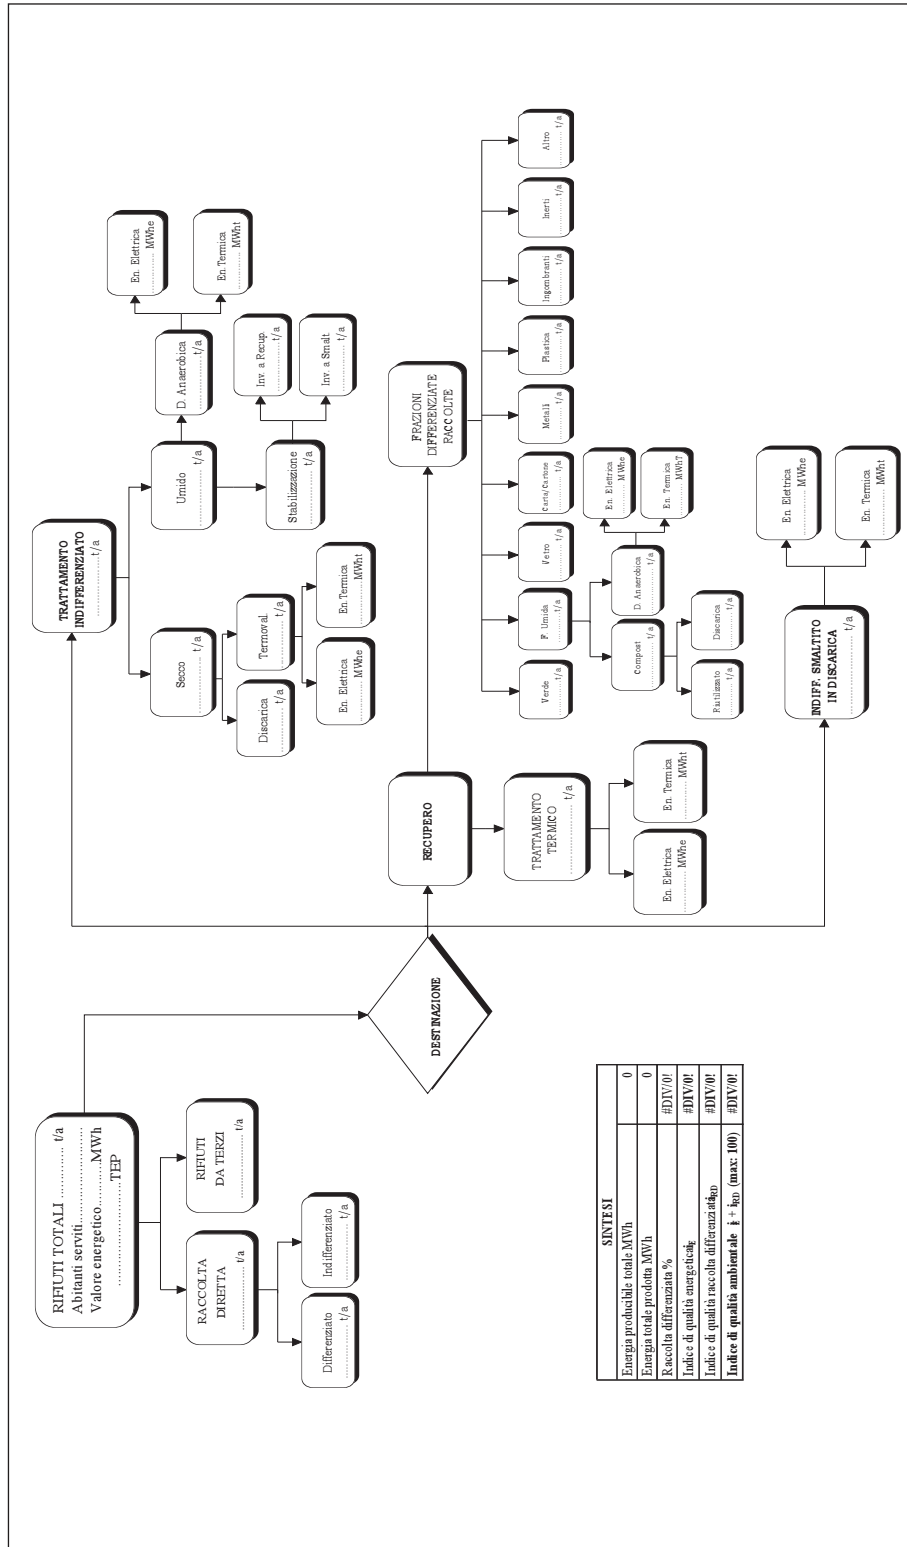 RIFIUTI TOTALI ............. t/a
Abitanti serviti..................
Valore energetico..........MWh
.......................TEP
RACCOLTA
DIRETTA
................ t/a
RIFIUTI
DA TERZI
................ t/a
Differenziato
................ t/a
Indifferenziato
................ t/a
DESTINAZIONE
TRATTAMENTO
INDIFFERENZIATO
...................t/a
Secco
............... t/a
Umido
............... t/a
Discarica
............... t/a
Termoval.
............... t/a
En. Elettrica
........... MWhe
En.Termica
........... MWht
D. Anaerobica
............... t/a
Stabilizzazione
............... t/a
En. Elettrica
........... MWhe
En.Termica
........... MWht
Inv. a Recup.
............... t/a
Inv. a Smalt
............... t/a
RECUPERO
TRATTAMENTO
TERMICO
................ t/a
En. Elettrica
........... MWhe
En. Termica
........... MWht
FRAZIONI
DIFFERENZIATE
RACCOLTE
Verde
............ t/a
F. Umida
............ t/a
Vetro
............ t/a
Carta/Cartone
............ t/a
Metalli
............ t/a
Plastica
............ t/a
Ingombranti
............ t/a
Inerti
............ t/a
Altro
............ t/a
Compost
............ t/a
D. Anaerobica
............ t/a
Riutilizzato
............ t/a
Discarica
............ t/a
En. Elettrica
........... MWhe
En. Termica
........... MWhT
INDIFF. SMALTITO
IN DISCARICA
................ t/a
En. Elettrica
........... MWhe
En. Termica
........... MWht
SINTESI
Energia producibile totale MWh 0
Energia totale prodotta MWh 0
Raccolta differenziata % #DIV/0!
Indice di qualità energetica iE #DIV/0!
Indice di qualità raccolta differenziata iRD #DIV/0!
Indice di qualità ambientale iE + iRD (max: 100) #DIV/0!